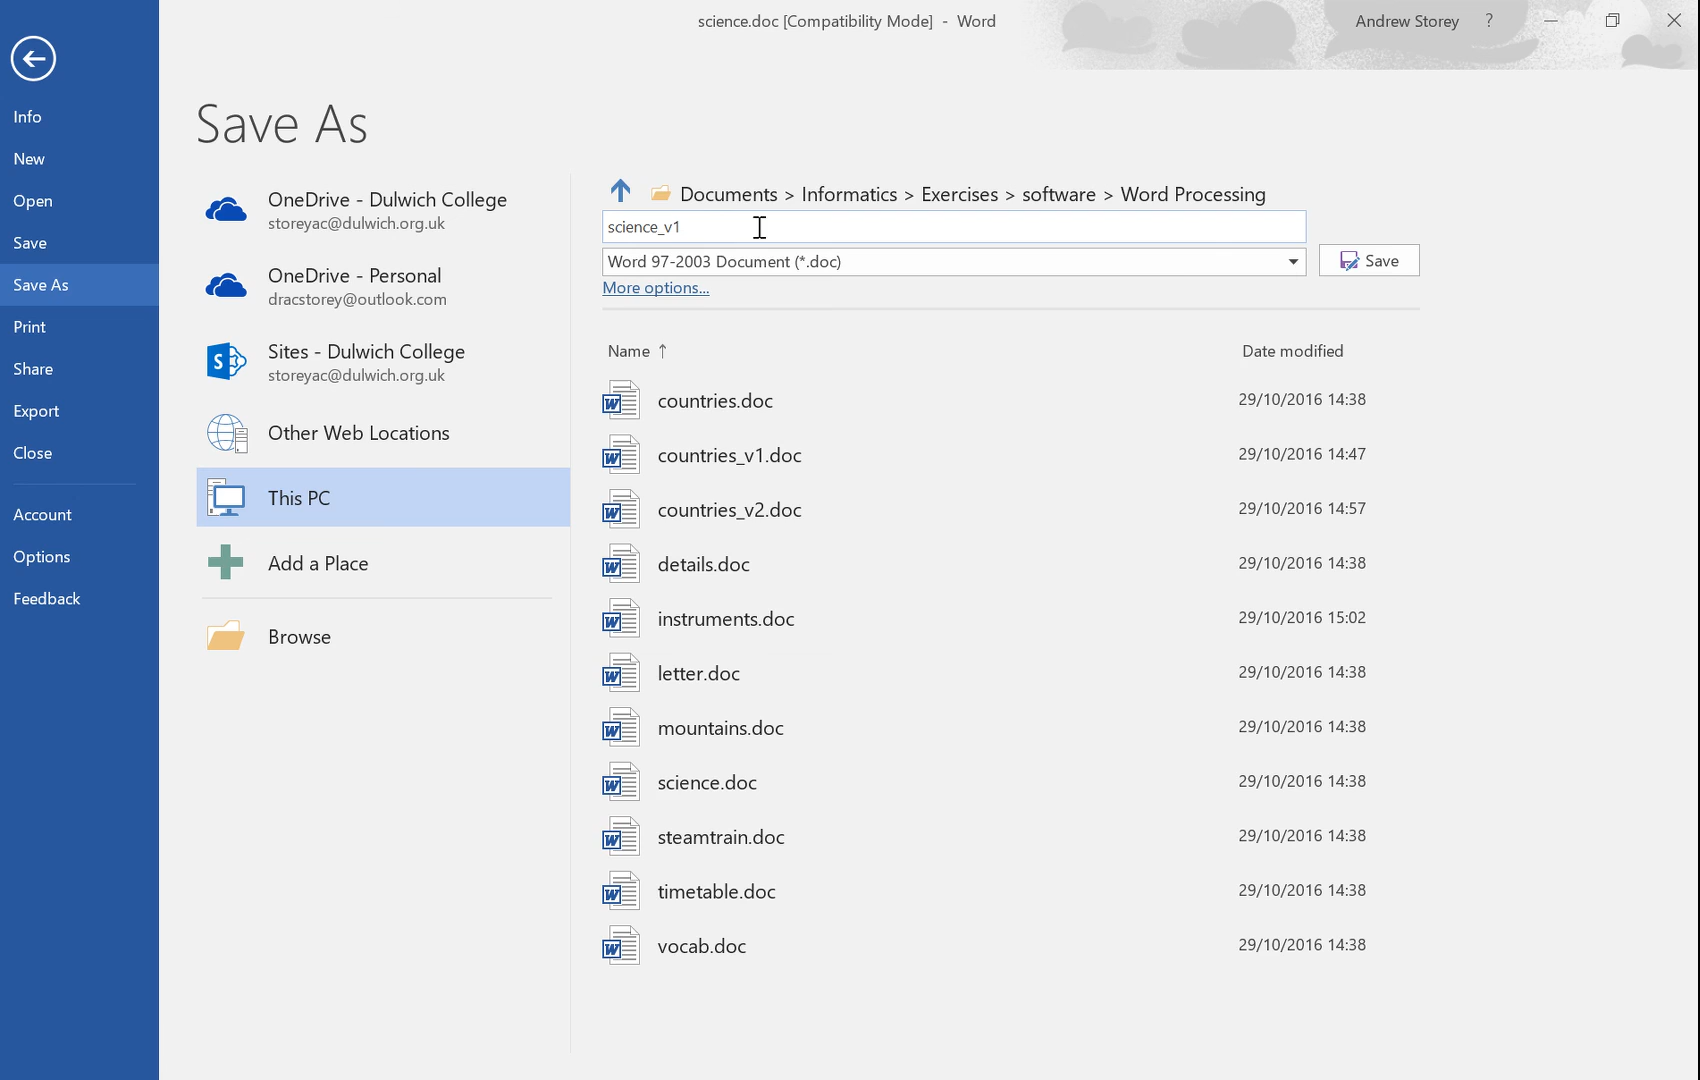 science.doc [Compatibility Mode] - Word
Andrew Storey
?
Info
New
Open
Save
Save As
Print
Share
Export
Close
Account
Options
Feedback
Save As
OneDrive - Dulwich College
storeyac@dulwich.org.uk
OneDrive - Personal
dracstorey@outlook.com
Sites - Dulwich College
storeyac@dulwich.org.uk
Other Web Locations
This PC
Add a Place
Browse
Documents > Informatics > Exercises > software > Word Processing
science_v1
Word 97-2003 Document (*.doc)
Save
More options...
Name ↑ Date modified
countries.doc 29/10/2016 14:38
countries_v1.doc 29/10/2016 14:47
countries_v2.doc 29/10/2016 14:57
details.doc 29/10/2016 14:38
instruments.doc 29/10/2016 15:02
letter.doc 29/10/2016 14:38
mountains.doc 29/10/2016 14:38
science.doc 29/10/2016 14:38
steamtrain.doc 29/10/2016 14:38
timetable.doc 29/10/2016 14:38
vocab.doc 29/10/2016 14:38